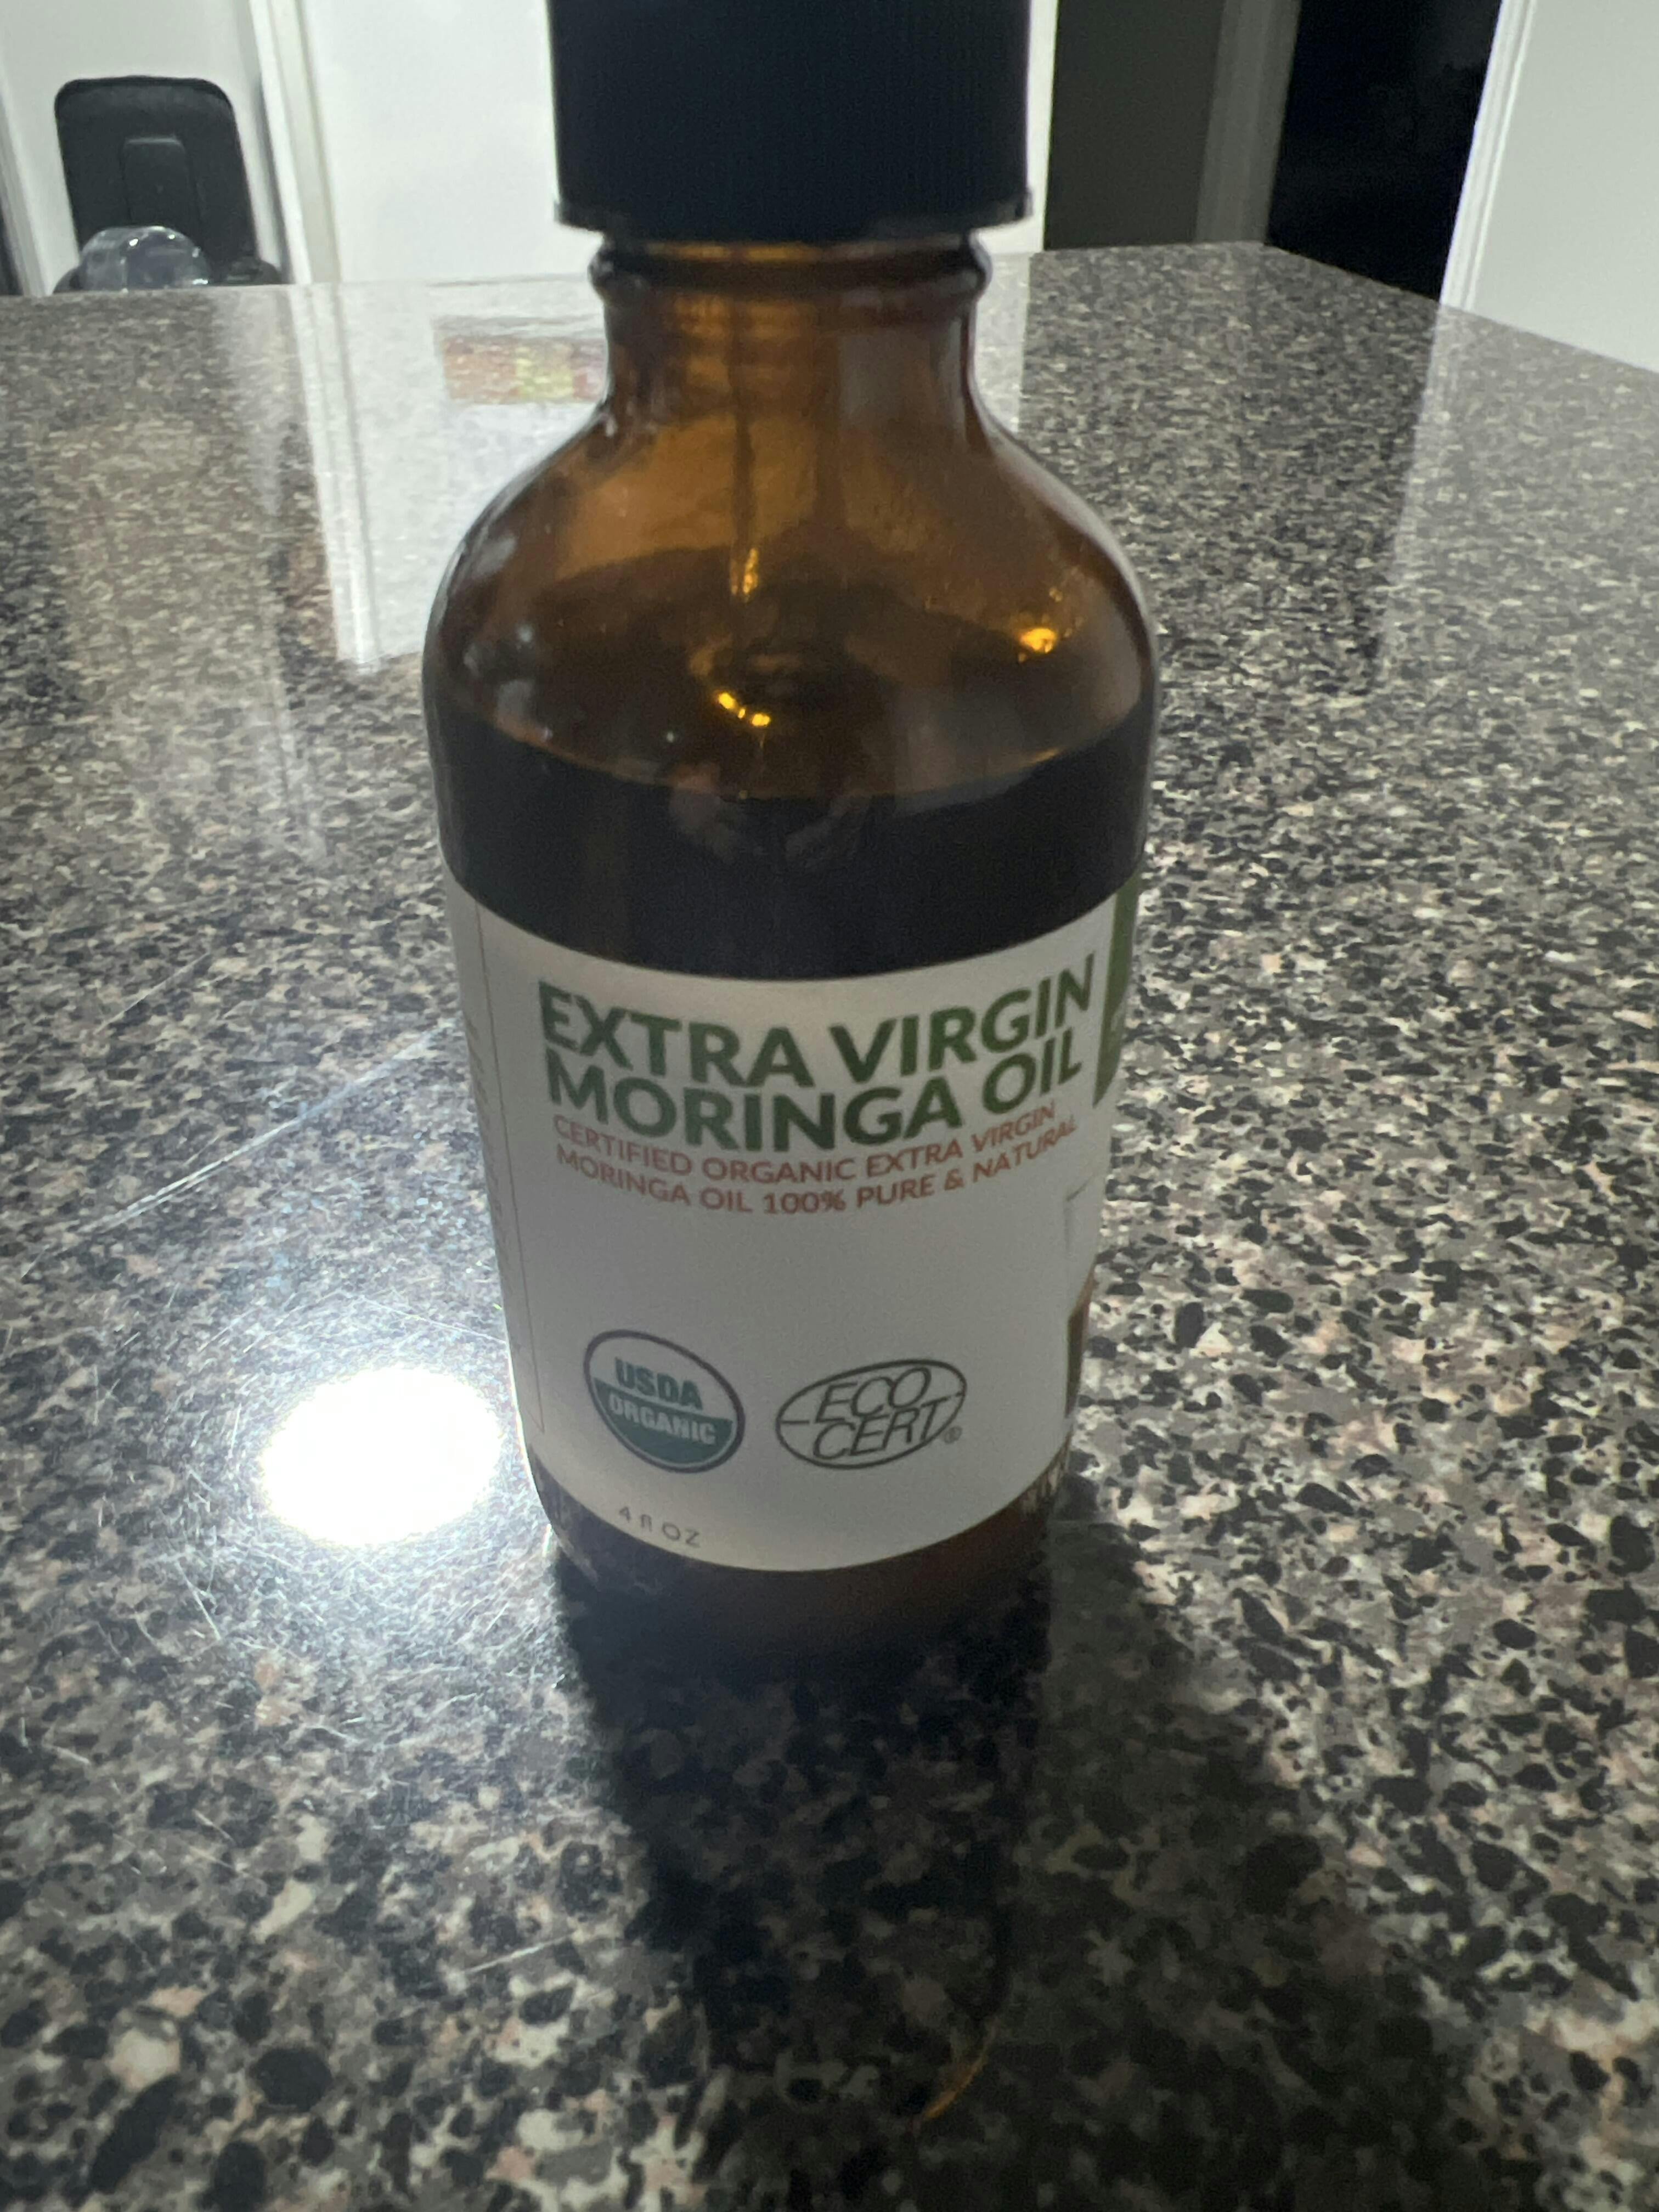 EXTRA VIRGIN
MORINGA OIL
CERTIFIED ORGANIC EXTRA VIRGIN
MORINGA OIL 100% PURE & NATURAL
USDA
ORGANIC
ECO
CERT®
4 fl OZ